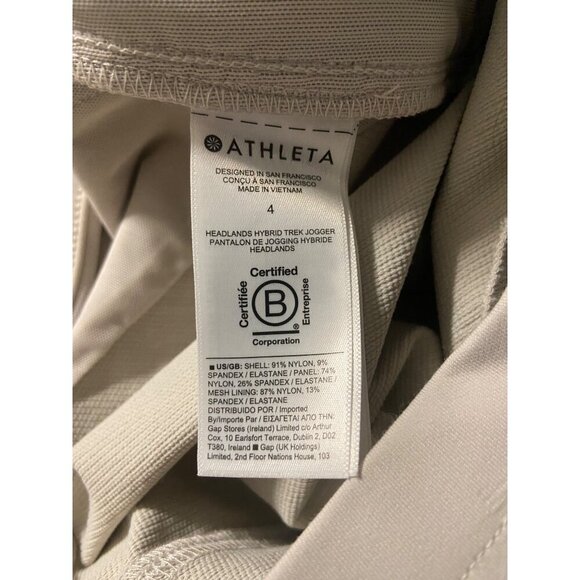 ATHLETA
DESIGNED IN SAN FRANCISCO
CONÇU À SAN FRANCISCO
MADE IN VIETNAM
4
HEADLANDS HYBRID TREK JOGGER
PANTALON DE JOGGING HYBRIDE
HEADLANDS
Certified
Certifiée
B
Entreprise
®
Corporation
■ US/GB: SHELL: 91% NYLON, 9%
SPANDEX / ELASTANE / PANEL: 74%
NYLON, 26% SPANDEX / ELASTANE /
MESH LINING: 87% NYLON, 13%
SPANDEX / ELASTANE
DISTRIBUIDO POR / Imported
By/Importe Par / ΕΙΣΑΓΕΤΑΙ ΑΠΟ ΤΗΝ:
Gap Stores (Ireland) Limited c/o Arthur
Cox, 10 Earlsfort Terrace, Dublin 2, D02
T380, Ireland ■ Gap (UK Holdings)
Limited, 2nd Floor Nations House, 103